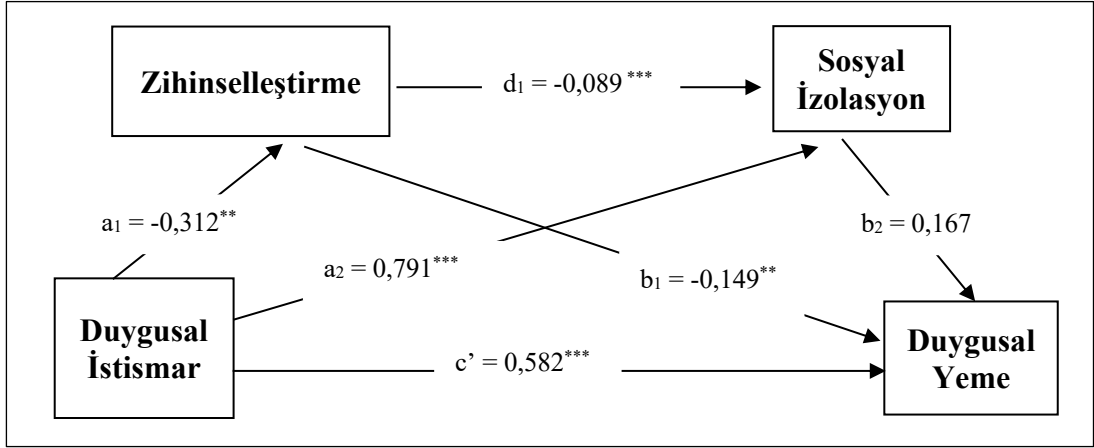 Zihinselleştirme
d₁ = -0,089 ***
Sosyal
İzolasyon
a₁ = -0,312**
a₂ = 0,791***
b₁ = -0,149**
b₂ = 0,167
Duygusal
İstismar
c’ = 0,582***
Duygusal
Yeme